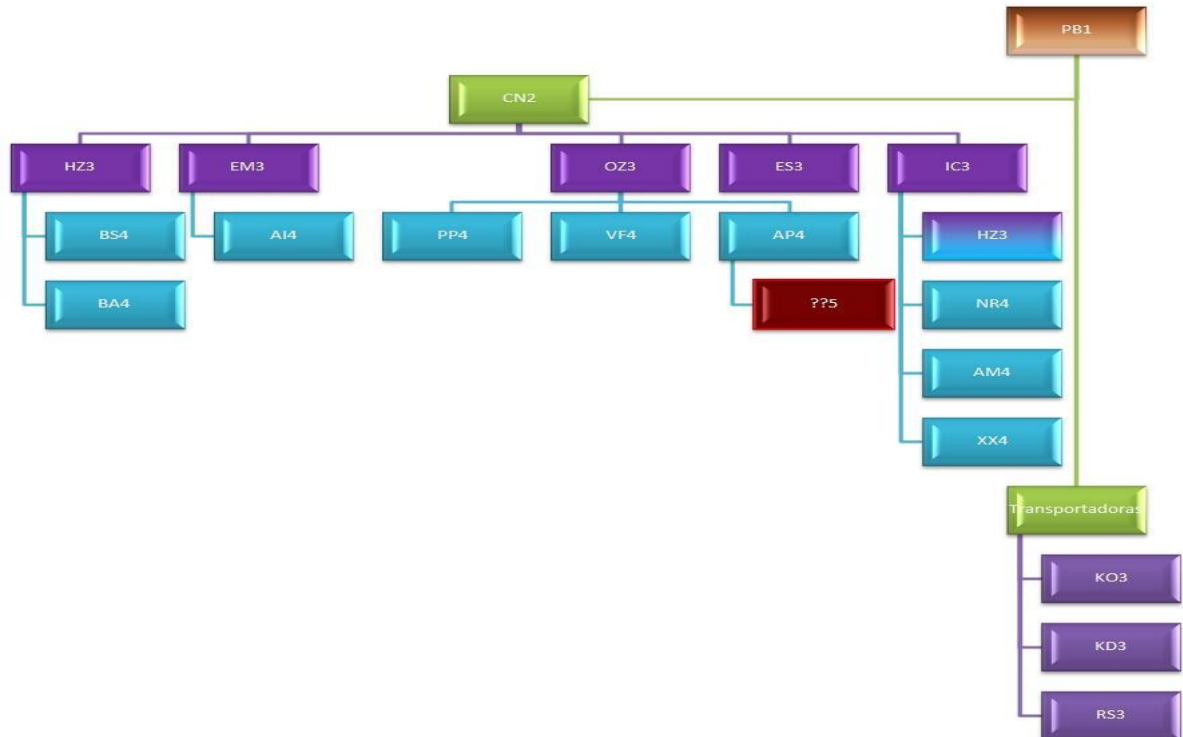 PB1
CN2
HZ3
EM3
OZ3
ES3
IC3
BS4
AI4
PP4
VF4
AP4
HZ3
BA4
??5
NR4
AM4
XX4
Transportadoras
KO3
KD3
RS3